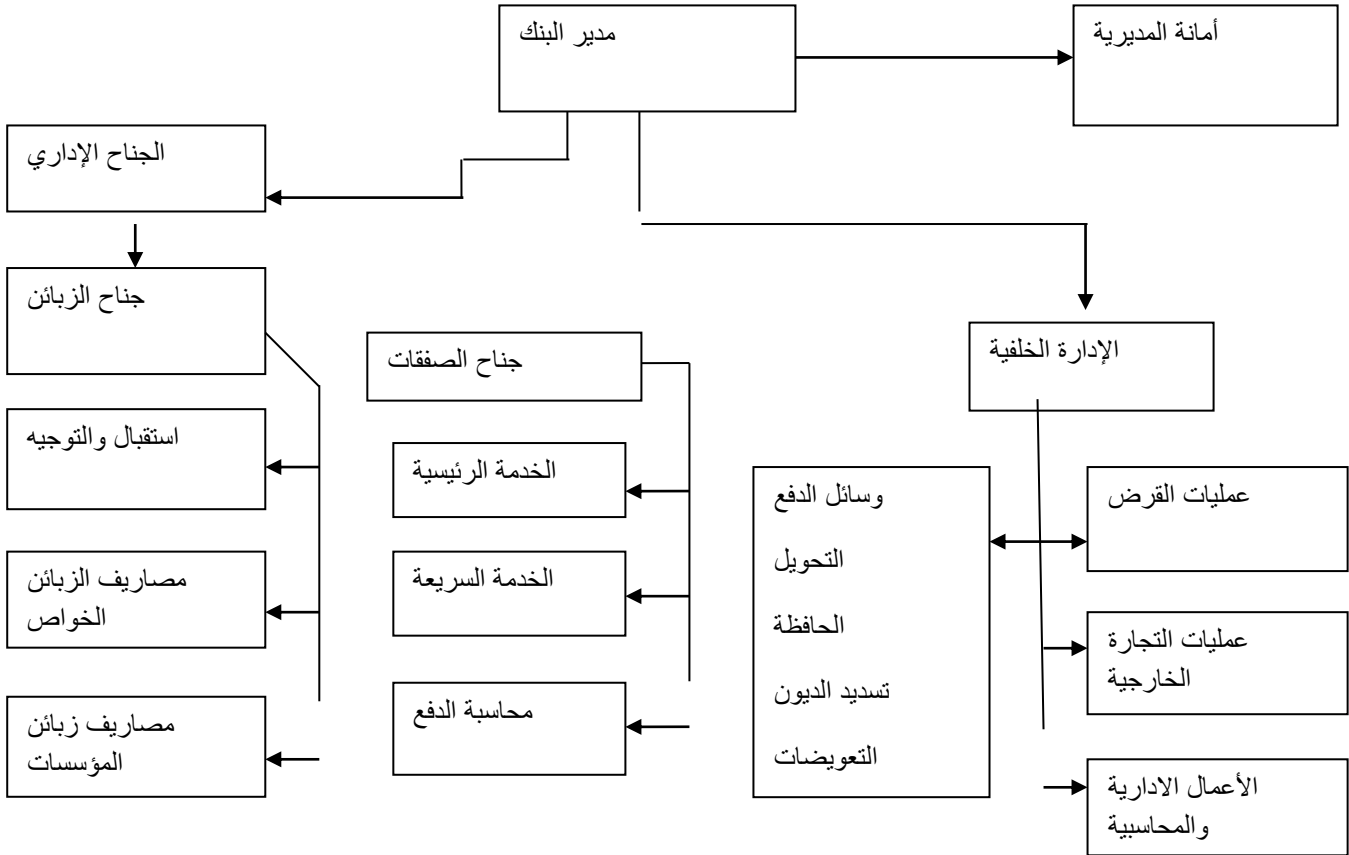 مدير البنك
أمانة المديرية
الجناح الإداري
جناح الزبائن
استقبال والتوجيه
مصاريف الزبائن
الخواص
مصاريف زبائن
المؤسسات
جناح الصفقات
الخدمة الرئيسية
الخدمة السريعة
محاسبة الدفع
الإدارة الخلفية
وسائل الدفع
التحويل
الحافظة
تسديد الديون
التعويضات
عمليات القرض
عمليات التجارة
الخارجية
الأعمال الادارية
والمحاسبية